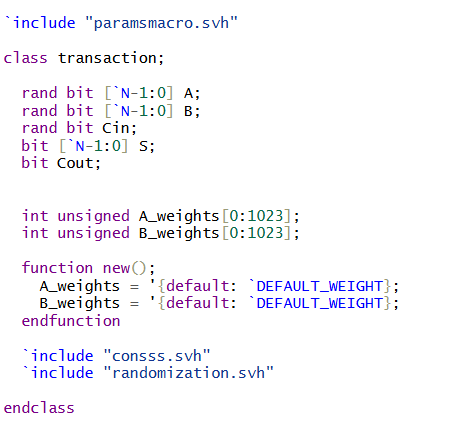 `include "paramsmacro.svh"
class transaction;
rand bit [`N-1:0] A;
rand bit [`N-1:0] B;
rand bit Cin;
bit [`N-1:0] S;
bit Cout;
int unsigned A_weights[0:1023];
int unsigned B_weights[0:1023];
function new();
A_weights = '{default: `DEFAULT_WEIGHT};
B_weights = '{default: `DEFAULT_WEIGHT};
endfunction
`include "consss.svh"
`include "randomization.svh"
endclass